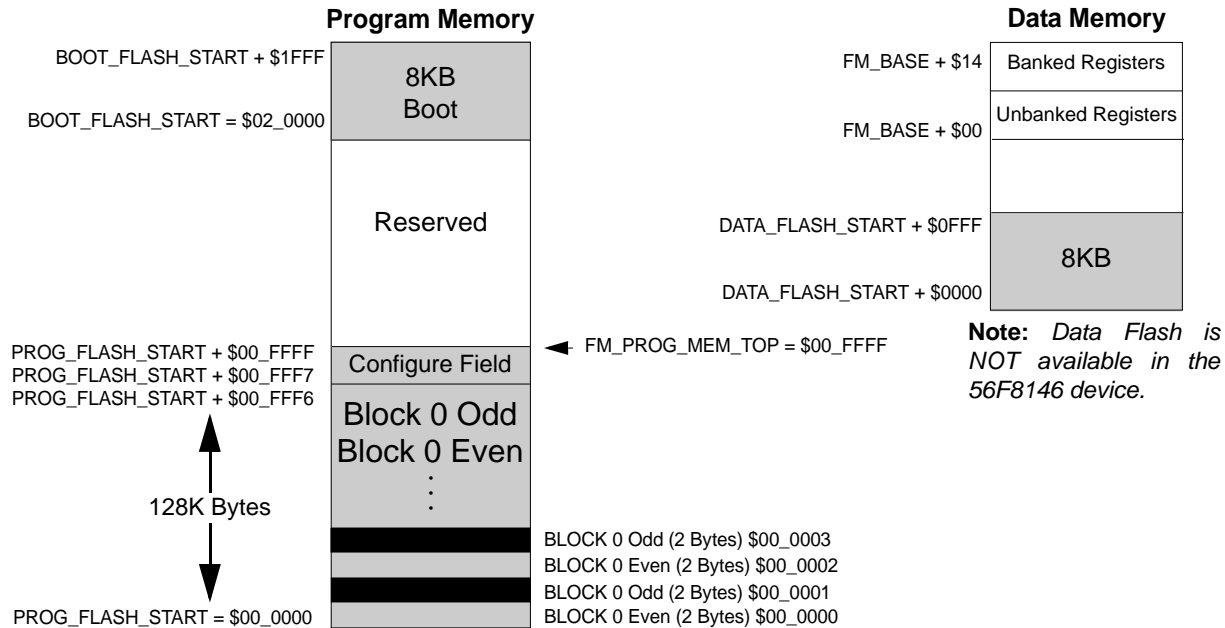 Program Memory
BOOT_FLASH_START + $1FFF
8KB
Boot
BOOT_FLASH_START = $02_0000
Reserved
PROG_FLASH_START + $00_FFFF
PROG_FLASH_START + $00_FFF7
PROG_FLASH_START + $00_FFF6
Configure Field
FM_PROG_MEM_TOP = $00_FFFF
Block 0 Odd
Block 0 Even
128K Bytes
BLOCK 0 Odd (2 Bytes) $00_0003
BLOCK 0 Even (2 Bytes) $00_0002
BLOCK 0 Odd (2 Bytes) $00_0001
BLOCK 0 Even (2 Bytes) $00_0000
PROG_FLASH_START = $00_0000
Data Memory
FM_BASE + $14
Banked Registers
Unbanked Registers
FM_BASE + $00
DATA_FLASH_START + $0FFF
8KB
DATA_FLASH_START + $0000
Note: Data Flash is
NOT available in the
56F8146 device.